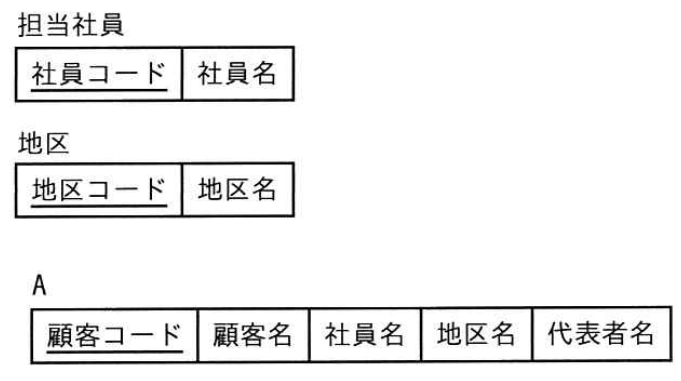 担当社員
社員コード 社員名
地区
地区コード 地区名
A
顧客コード 顧客名 社員名 地区名 代表者名